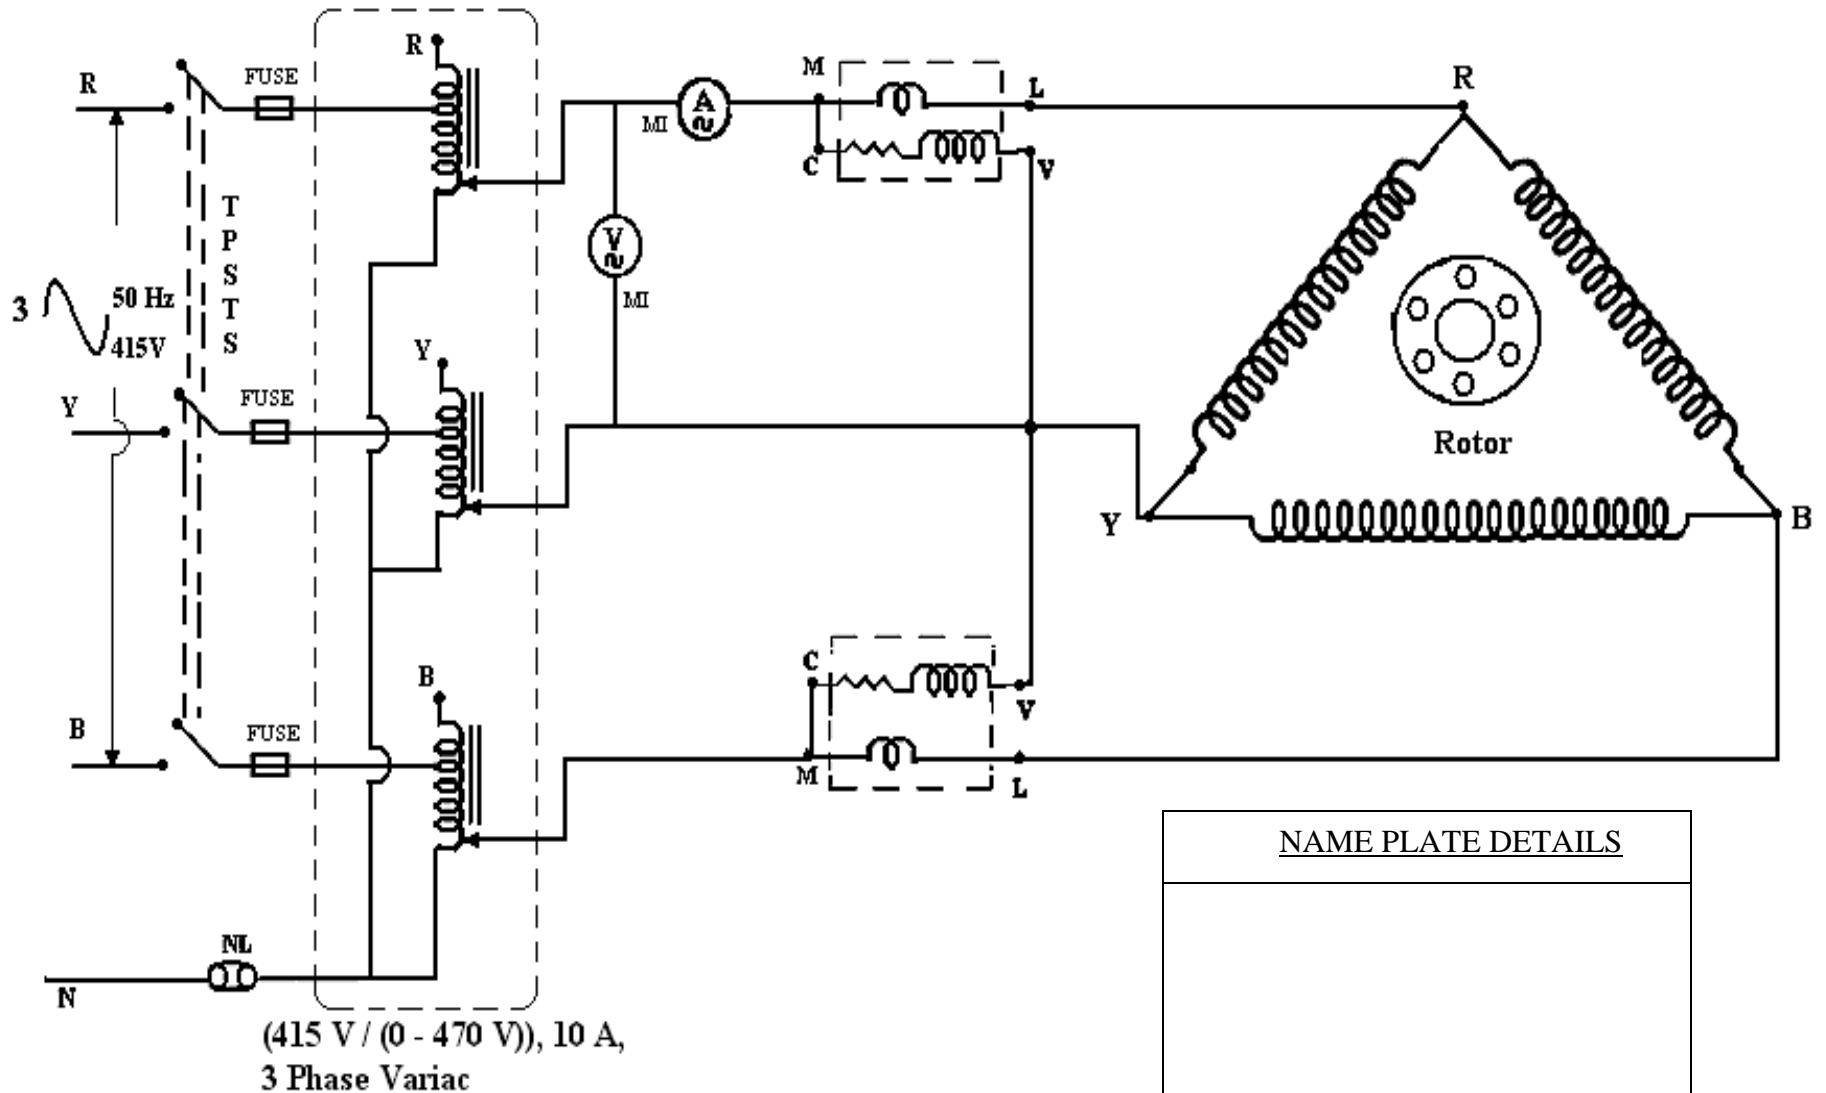 R
FUSE
R
M
L
R
A
MI
C
V
T
P
S
T
S
V
MI
3
50 Hz
415V
Y
Y
FUSE
Rotor
Y
B
B
C
V
B
FUSE
M
L
NAME PLATE DETAILS
NL
N
(415 V / (0 - 470 V)), 10 A,
3 Phase Variac